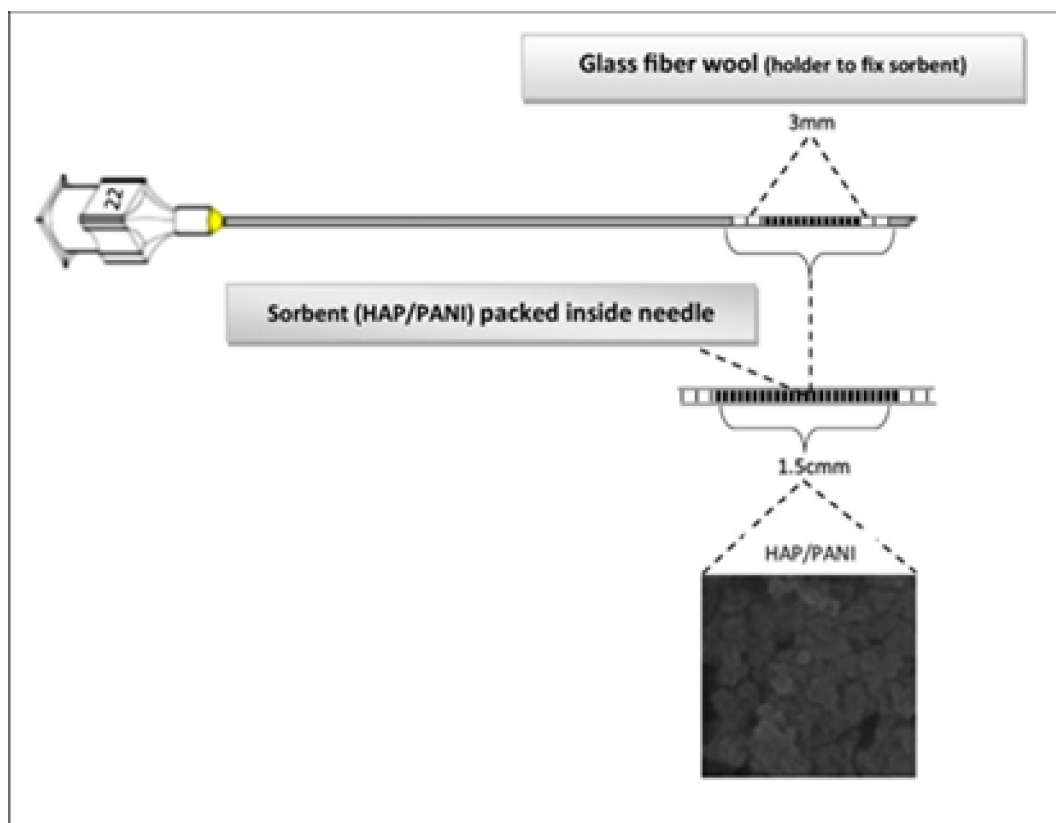 Glass fiber wool (holder to fix sorbent)
3mm
22
Sorbent (HAP/PANI) packed inside needle
1.5cmm
HAP/PANI